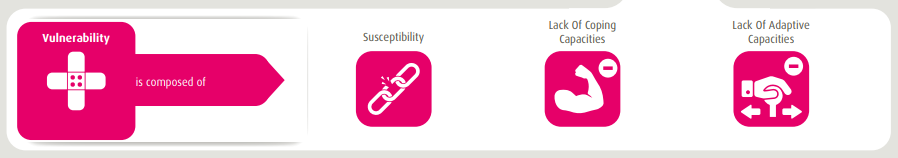 Vulnerability
is composed of
Susceptibility
Lack Of Coping
Capacities
Lack Of Adaptive
Capacities